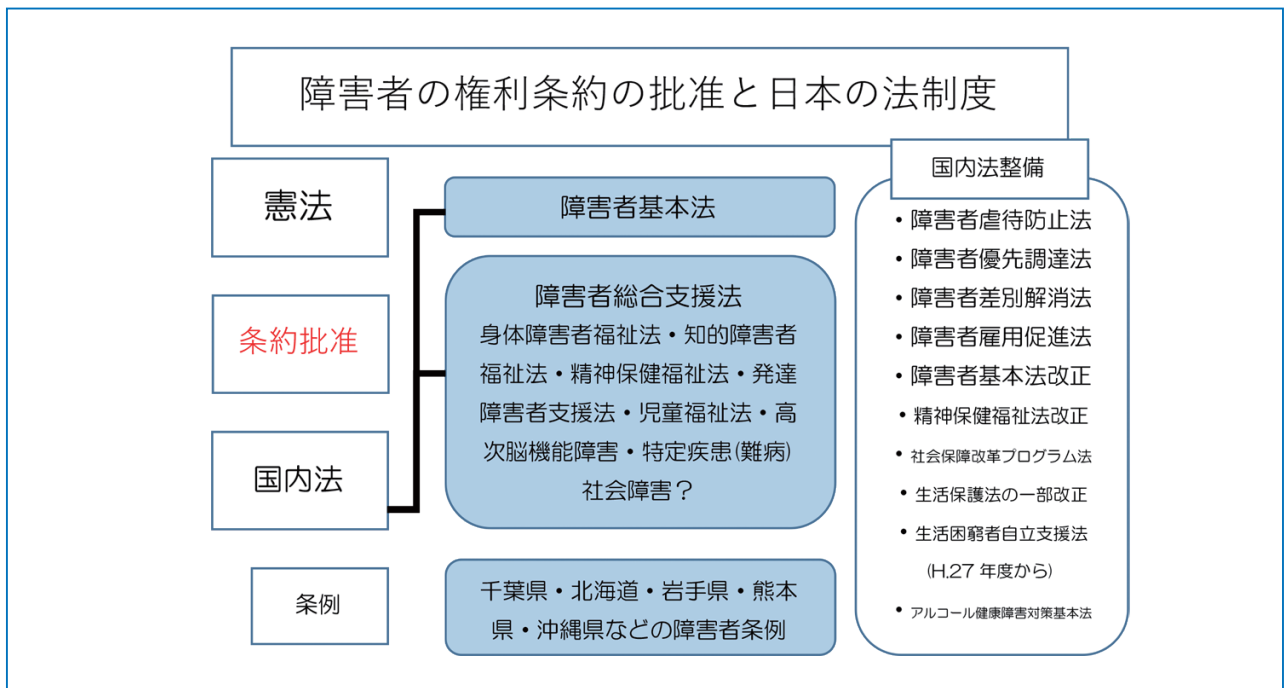 障害者の権利条約の批准と日本の法制度
憲法
条約批准
国内法
条例
障害者基本法
障害者総合支援法
身体障害者福祉法・知的障害者
福祉法・精神保健福祉法・発達
障害者支援法・児童福祉法・高
次脳機能障害・特定疾患(難病)
社会障害？
千葉県・北海道・岩手県・熊本
県・沖縄県などの障害者条例
国内法整備
・障害者虐待防止法
・障害者優先調達法
・障害者差別解消法
・障害者雇用促進法
・障害者基本法改正
・精神保健福祉法改正
・社会保障改革プログラム法
・生活保護法の一部改正
・生活困窮者自立支援法
(H.27 年度から)
・アルコール健康障害対策基本法